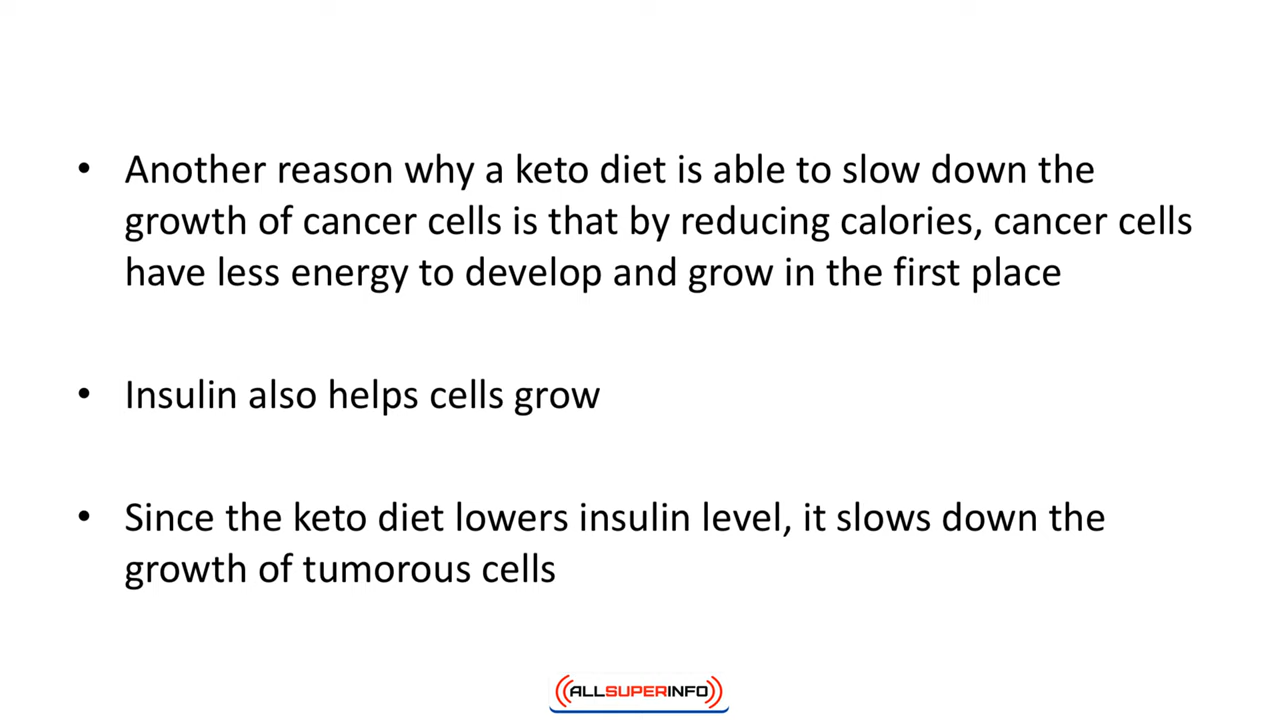 • Another reason why a keto diet is able to slow down the
growth of cancer cells is that by reducing calories, cancer cells
have less energy to develop and grow in the first place
• Insulin also helps cells grow
• Since the keto diet lowers insulin level, it slows down the
growth of tumorous cells
ALLSUPERINFO